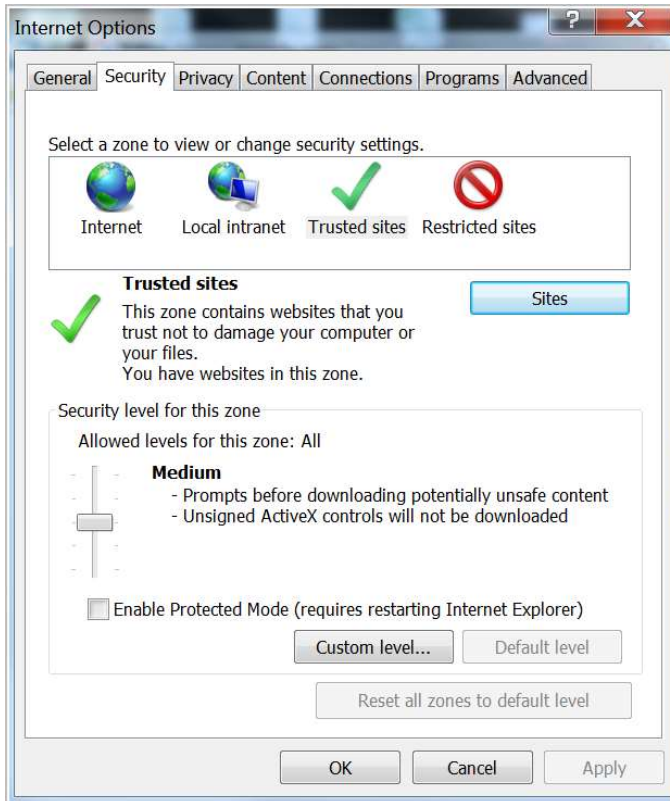 Internet Options
?
X
General Security Privacy Content Connections Programs Advanced
Select a zone to view or change security settings.
Internet Local intranet Trusted sites Restricted sites
Trusted sites
Sites
This zone contains websites that you
trust not to damage your computer or
your files.
You have websites in this zone.
Security level for this zone
Allowed levels for this zone: All
Medium
- Prompts before downloading potentially unsafe content
- Unsigned ActiveX controls will not be downloaded
Enable Protected Mode (requires restarting Internet Explorer)
Custom level... Default level
Reset all zones to default level
OK Cancel Apply